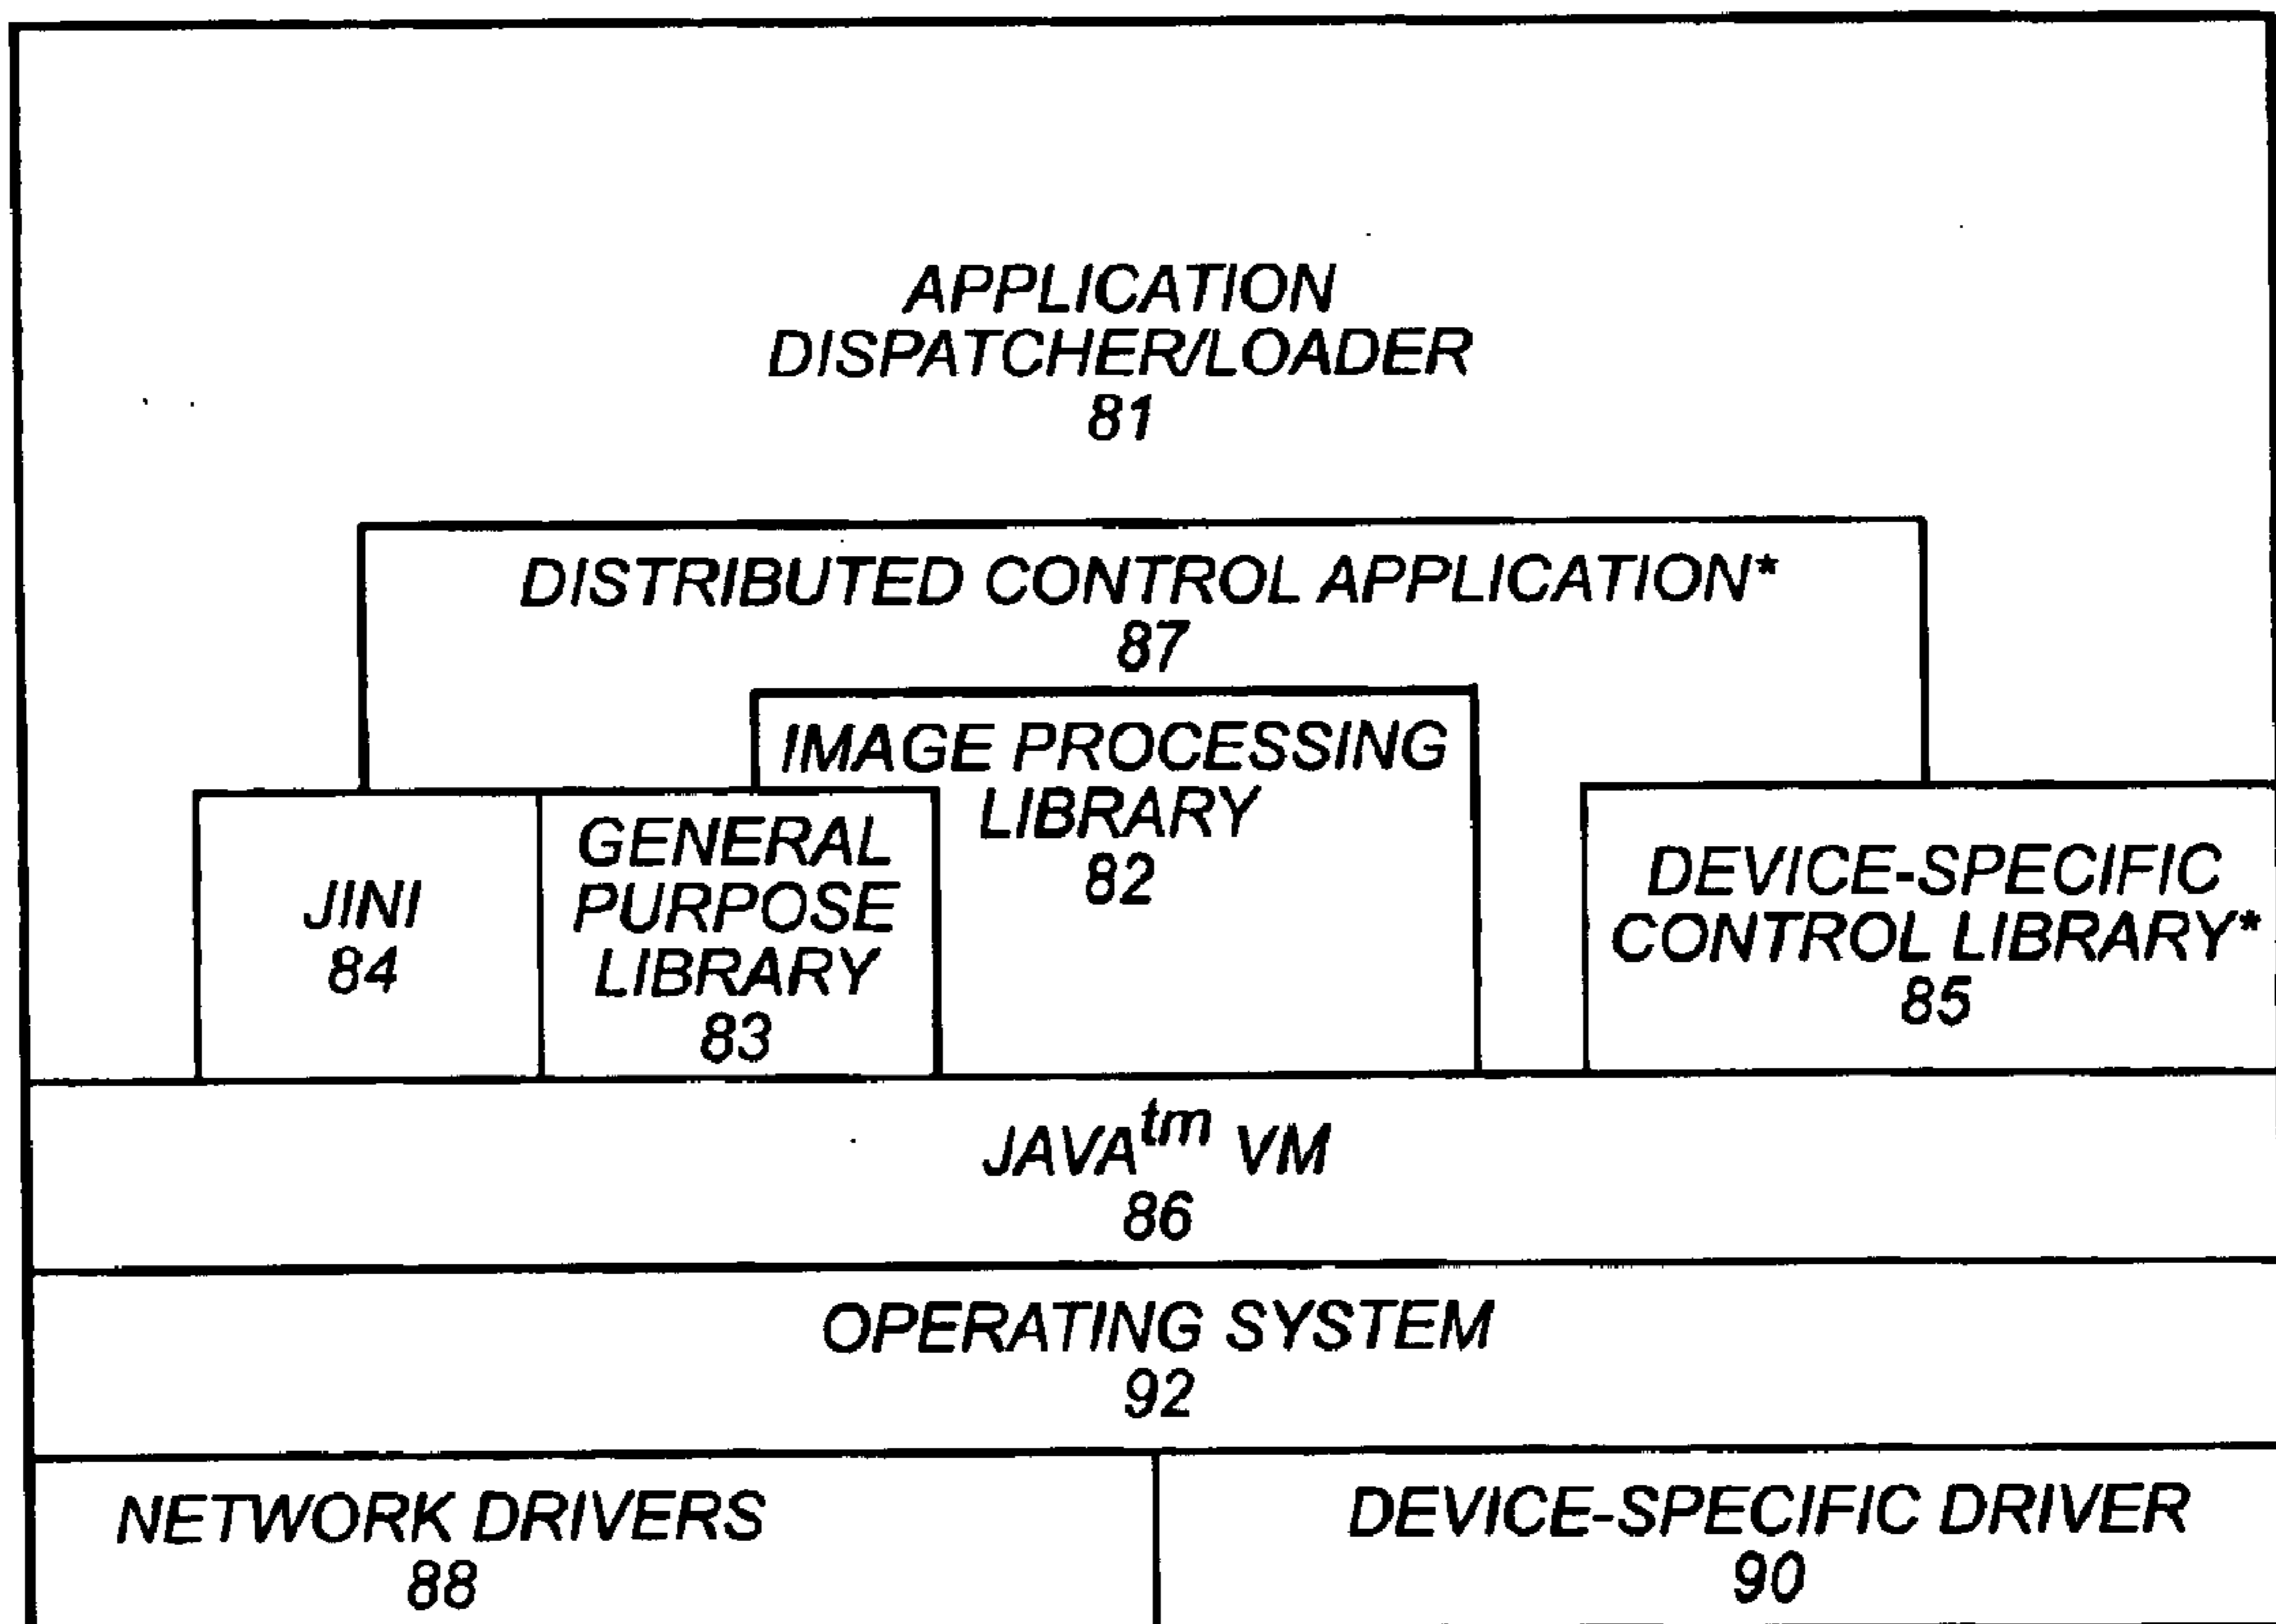 APPLICATION
DISPATCHER/LOADER
81
DISTRIBUTED CONTROL APPLICATION*
87
IMAGE PROCESSING
LIBRARY
82
JINI
84
GENERAL
PURPOSE
LIBRARY
83
DEVICE-SPECIFIC
CONTROL LIBRARY*
85
JAVAtm VM
86
OPERATING SYSTEM
92
NETWORK DRIVERS
88
DEVICE-SPECIFIC DRIVER
90